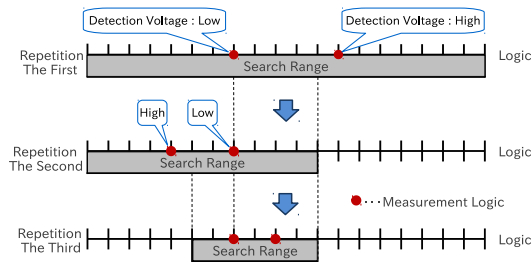 Detection Voltage : Low
Detection Voltage : High
Repetition
The First
Logic
Search Range
High
Low
Repetition
The Second
Logic
Search Range
····Measurement Logic
Repetition
The Third
Logic
Search Range